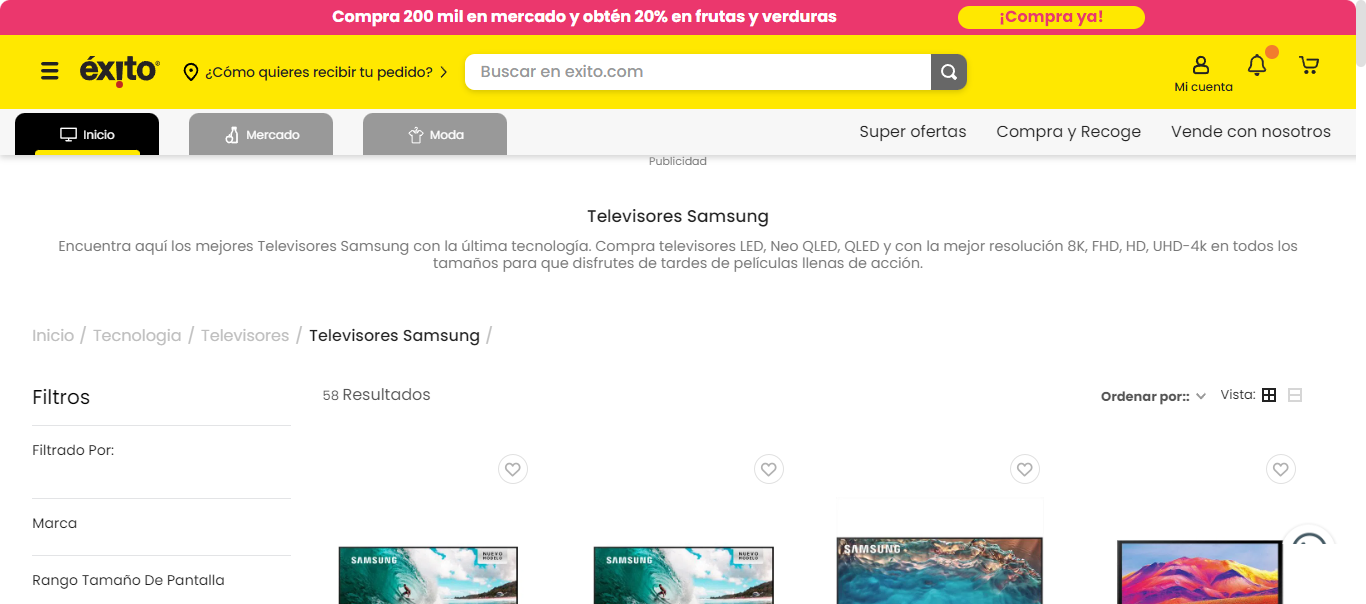 Compra 200 mil en mercado y obtén 20% en frutas y verduras
¡Compra ya!
éxito
¿Cómo quieres recibir tu pedido?
Buscar en exito.com
Mi cuenta
Inicio
Mercado
Moda
Super ofertas
Compra y Recoge
Vende con nosotros
Publicidad
Televisores Samsung
Encuentra aquí los mejores Televisores Samsung con la última tecnología. Compra televisores LED, Neo QLED, QLED y con la mejor resolución 8K, FHD, HD, UHD-4k en todos los
tamaños para que disfrutes de tardes de películas llenas de acción.
Inicio / Tecnologia / Televisores / Televisores Samsung /
Filtros
58 Resultados
Ordenar por::
Vista:
Filtrado Por:
Marca
Rango Tamaño De Pantalla
SAMSUNG
NUEVO
MODELO
SAMSUNG
NUEVO
MODELO
SAMSUNG